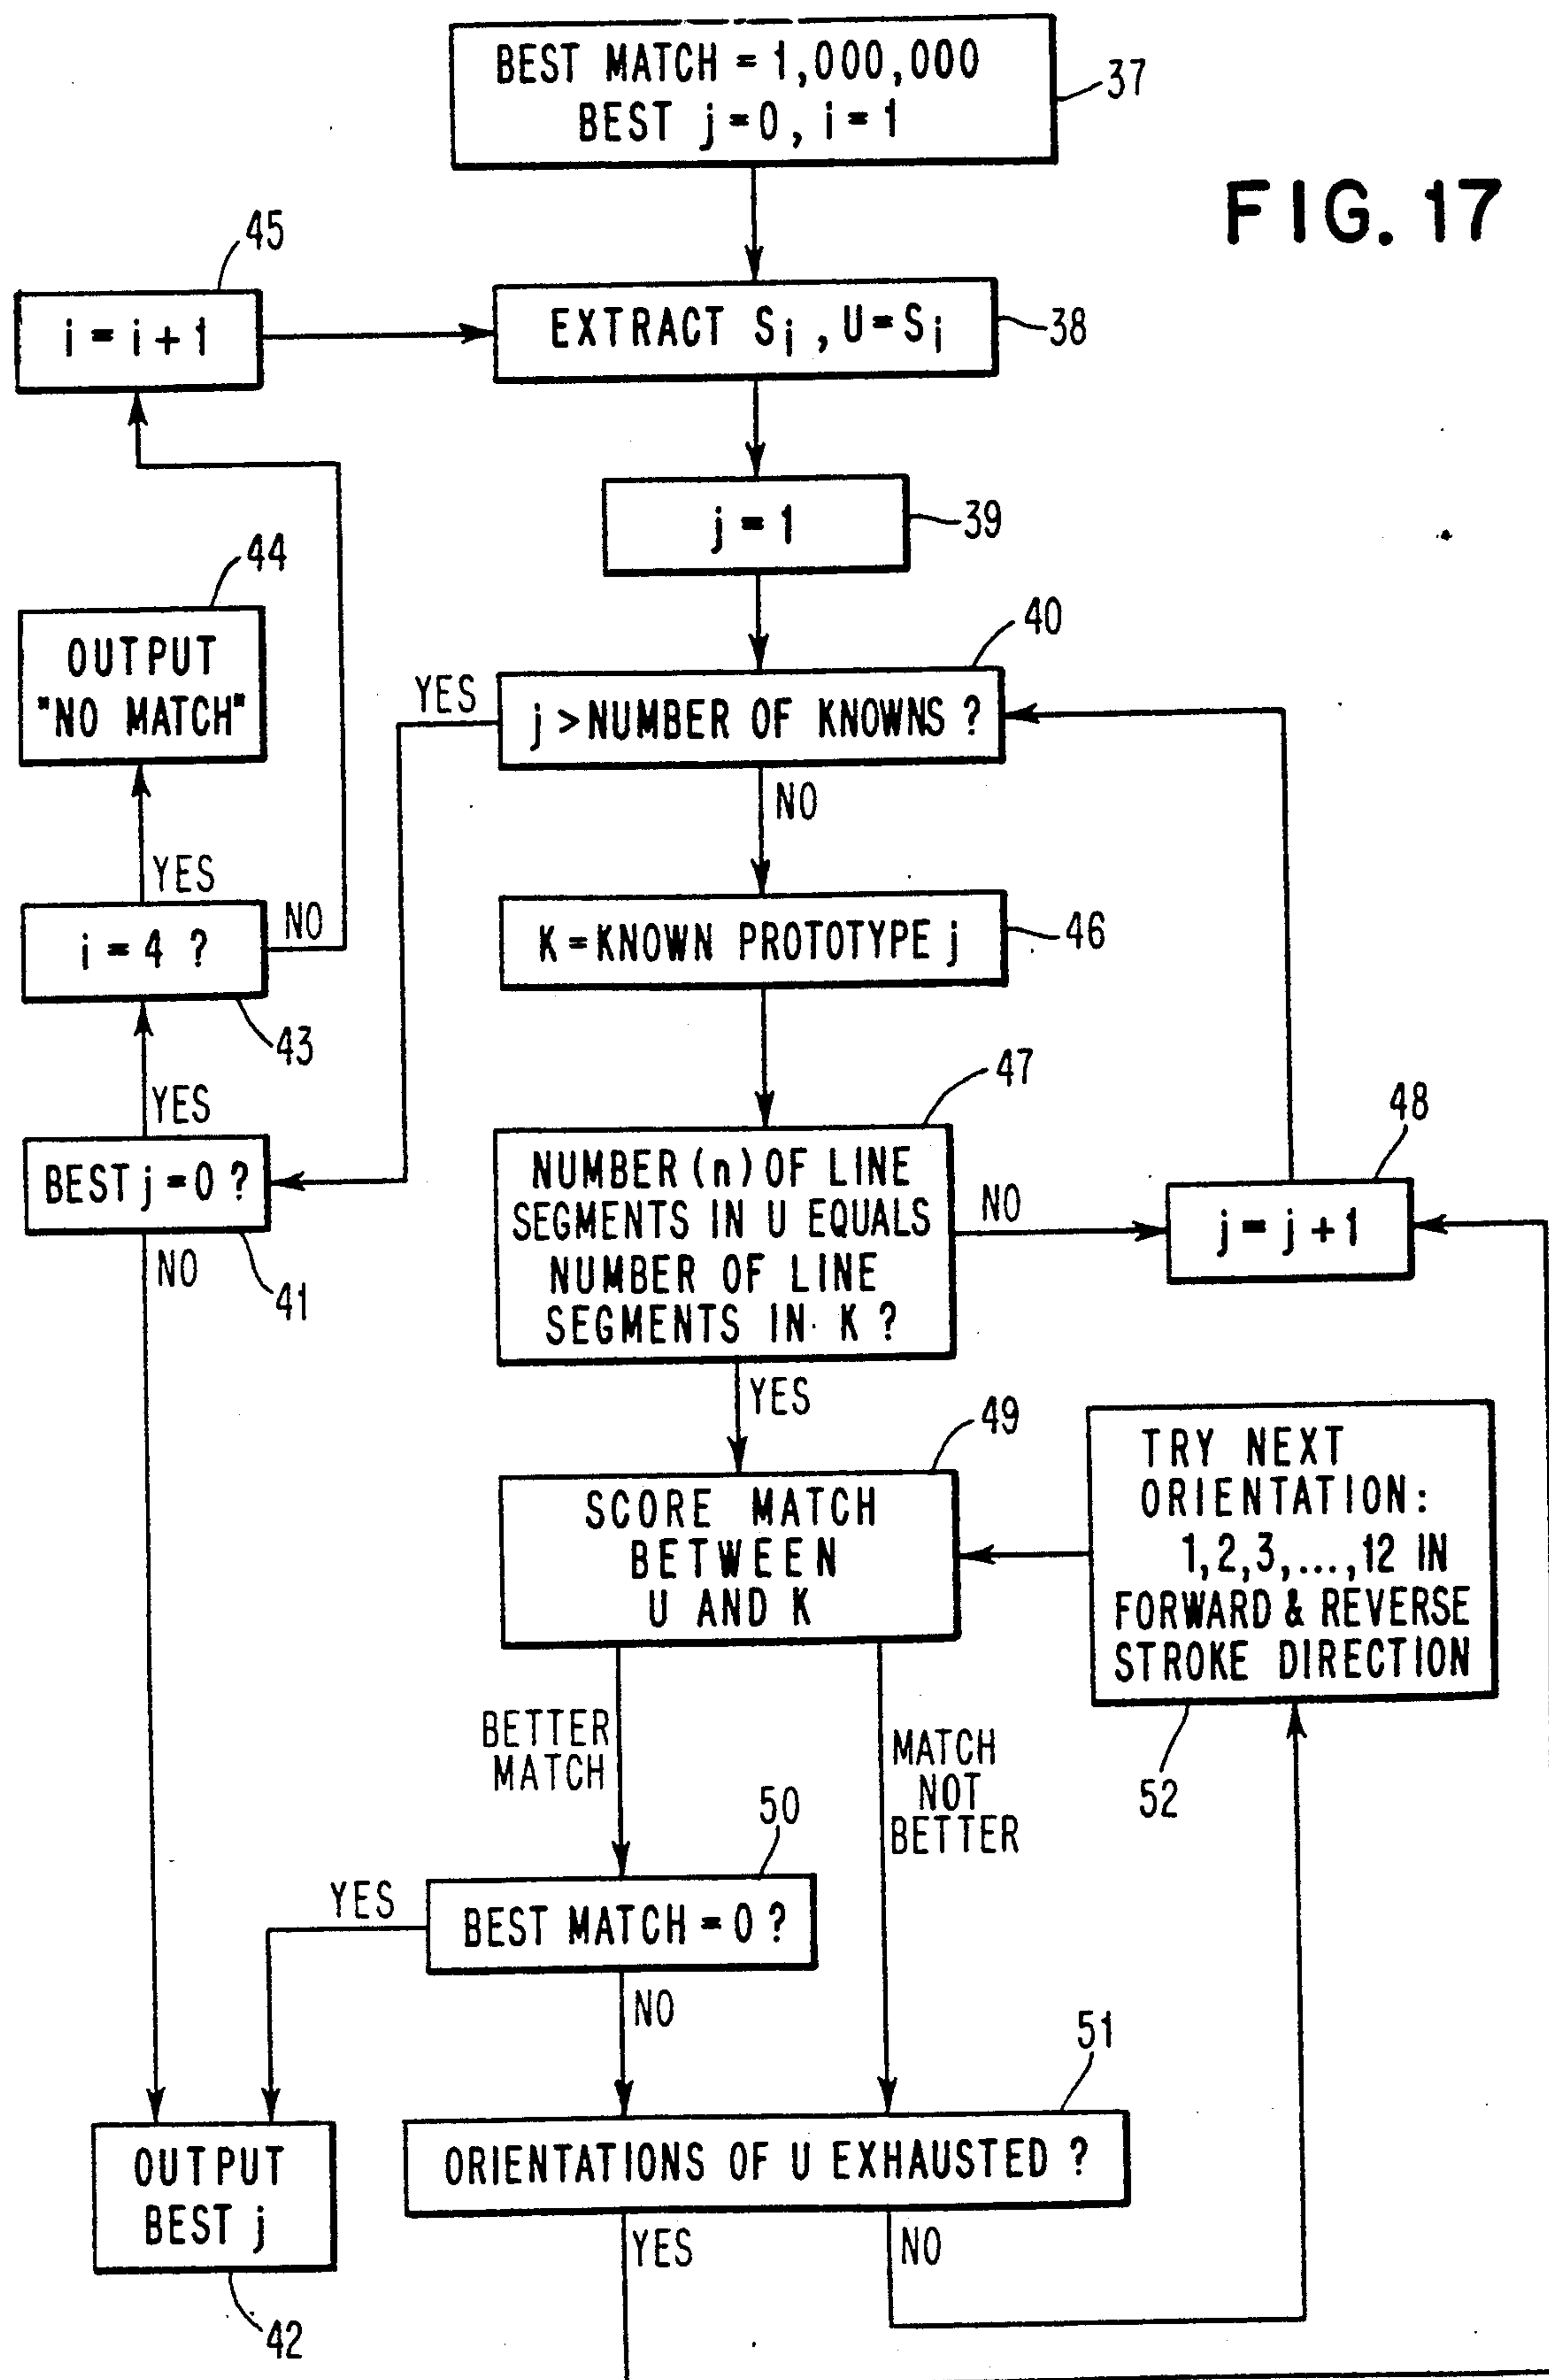 BEST MATCH = 1,000,000
BEST j=0, i=1
37
FIG. 17
45
i = i + 1
EXTRACT Si, U=Si
38
j = 1
39
44
OUTPUT
"NO MATCH"
40
YES
j > NUMBER OF KNOWNS ?
NO
YES
i = 4 ?
NO
43
K = KNOWN PROTOTYPE j
46
47
YES
BEST j = 0 ?
NO
41
NUMBER (n) OF LINE
SEGMENTS IN U EQUALS
NUMBER OF LINE
SEGMENTS IN K ?
NO
48
j = j + 1
YES
49
SCORE MATCH
BETWEEN
U AND K
TRY NEXT
ORIENTATION:
1,2,3,...,12 IN
FORWARD & REVERSE
STROKE DIRECTION
52
BETTER
MATCH
MATCH
NOT
BETTER
50
YES
BEST MATCH = 0 ?
NO
51
ORIENTATIONS OF U EXHAUSTED ?
YES
NO
OUTPUT
BEST j
42